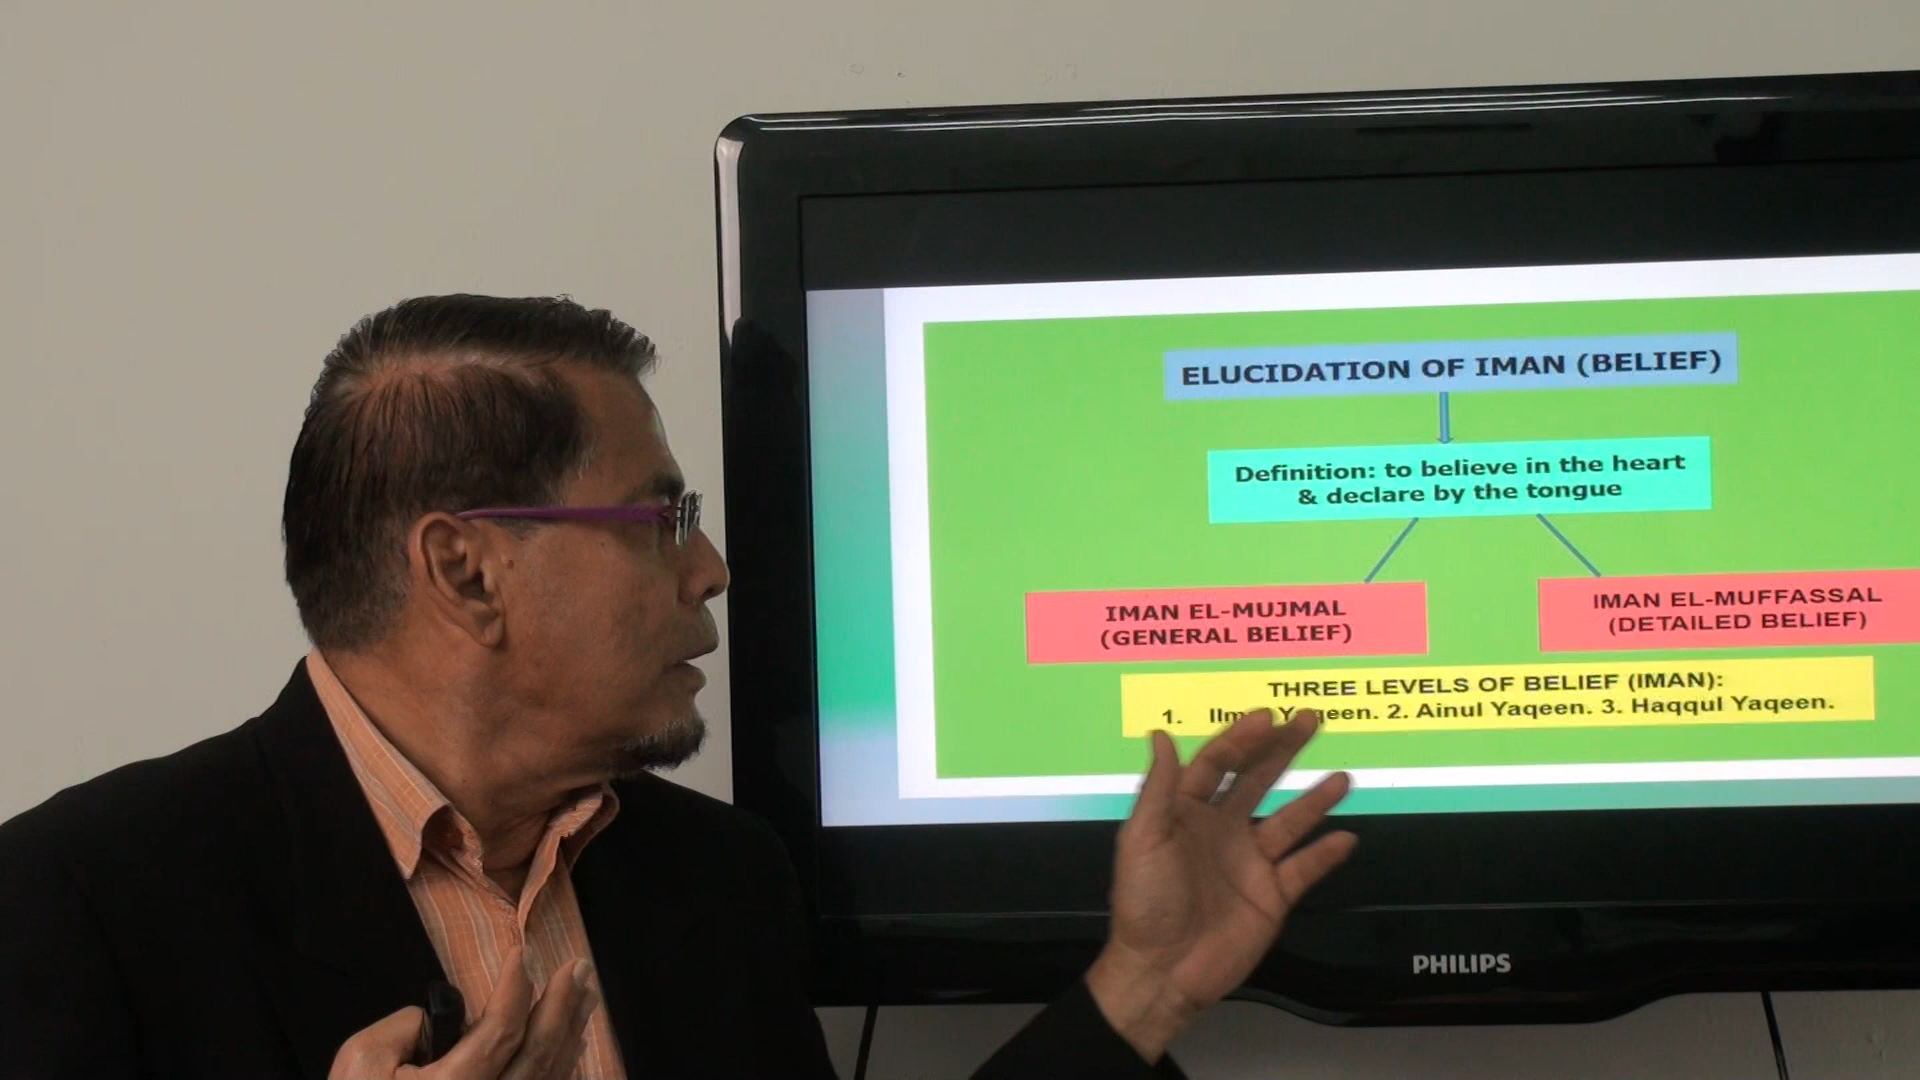 ELUCIDATION OF IMAN (BELIEF)
Definition: to believe in the heart
& declare by the tongue
IMAN EL-MUJMAL
(GENERAL BELIEF)
IMAN EL-MUFFASSAL
(DETAILED BELIEF)
THREE LEVELS OF BELIEF (IMAN):
1. Yaqeen. 2. Ainul Yaqeen. 3. Haqqul Yaqeen.
PHILIPS